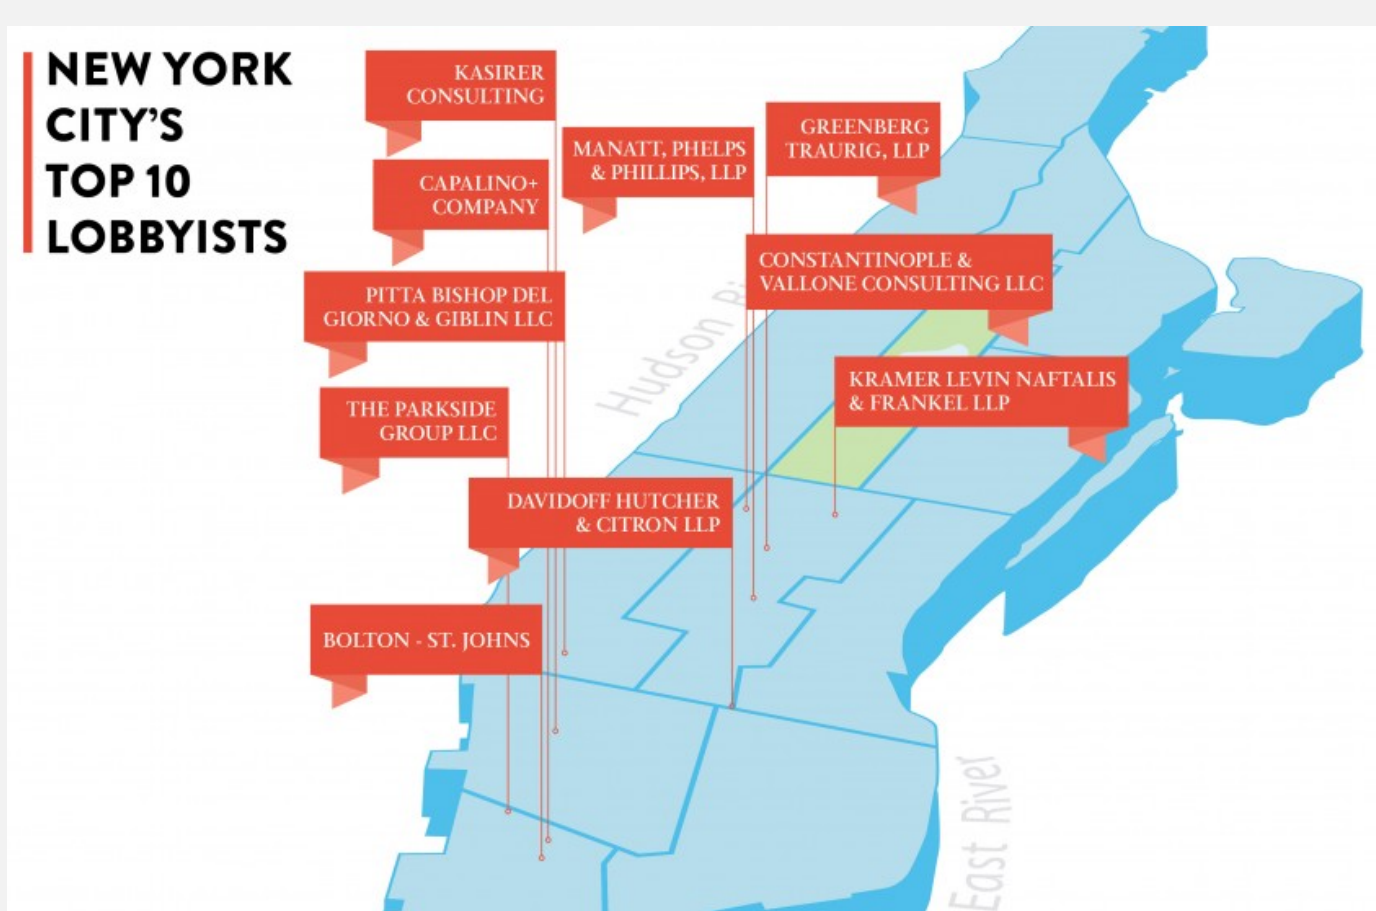 NEW YORK
CITY'S
TOP 10
LOBBYISTS
KASIRER
CONSULTING
CAPALINO+
COMPANY
PITTA BISHOP DEL
GIORNO & GIBLIN LLC
THE PARKSIDE
GROUP LLC
BOLTON - ST. JOHNS
MANATT, PHELPS
& PHILLIPS, LLP
GREENBERG
TRAURIG, LLP
CONSTANTINOPLE &
VALLONE CONSULTING LLC
KRAMER LEVIN NAFTALIS
& FRANKEL LLP
DAVIDOFF HUTCHER
& CITRON LLP
Hudson Ri
East River